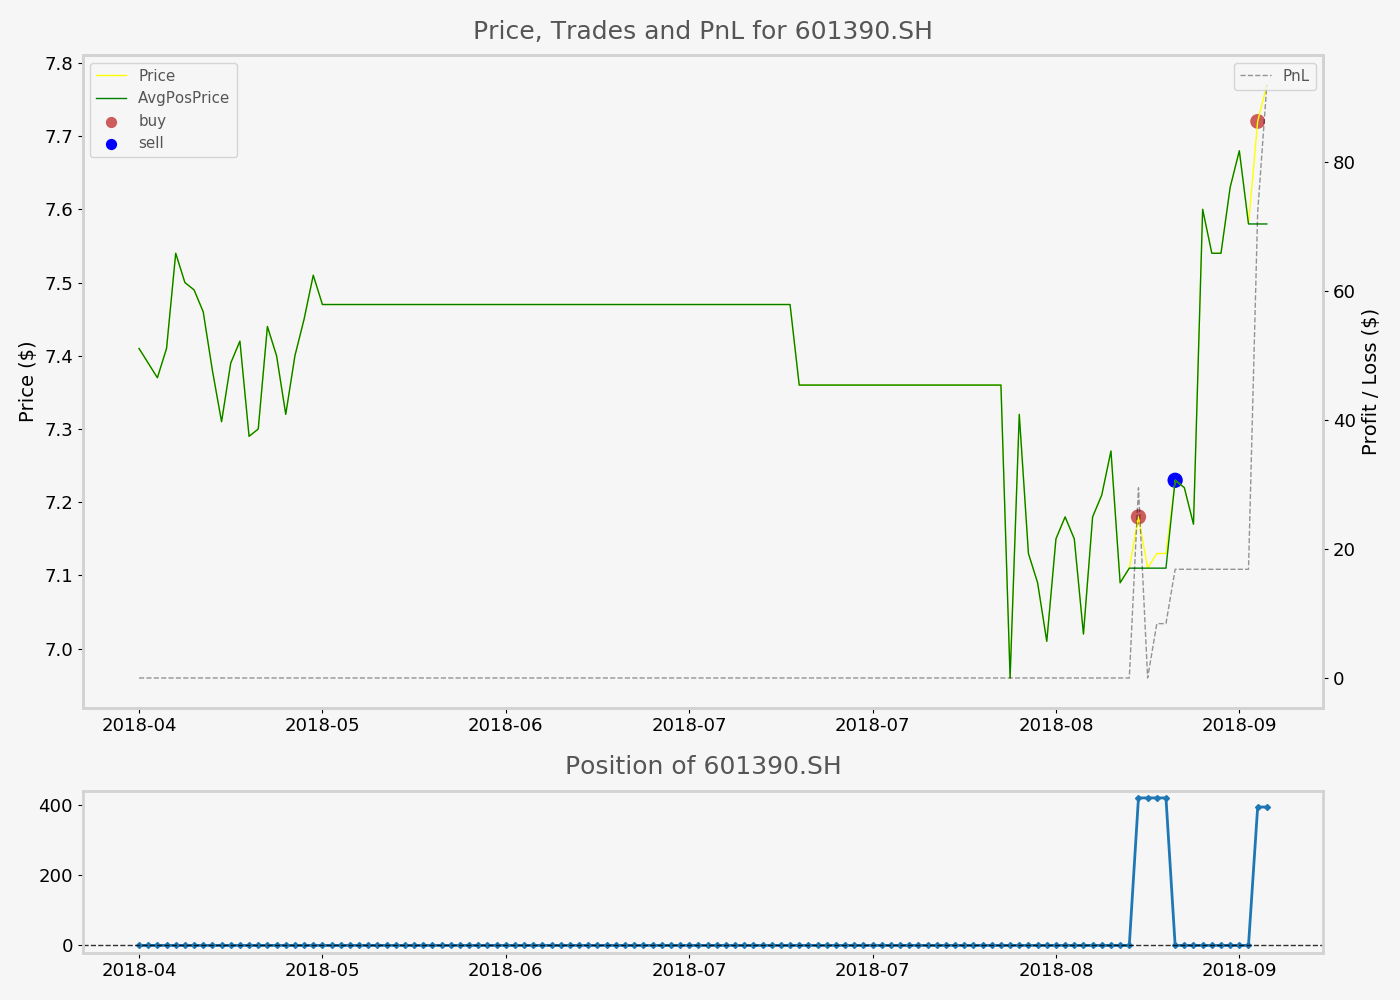 Price, Trades and PnL for 601390.SH
Price
AvgPosPrice
buy
sell
PnL
7.8
7.7
7.6
7.5
7.4
7.3
7.2
7.1
7.0
Price ($)
80
60
40
20
0
Profit / Loss ($)
2018-04 2018-05 2018-06 2018-07 2018-07 2018-08 2018-09
Position of 601390.SH
400
200
0
2018-04 2018-05 2018-06 2018-07 2018-07 2018-08 2018-09